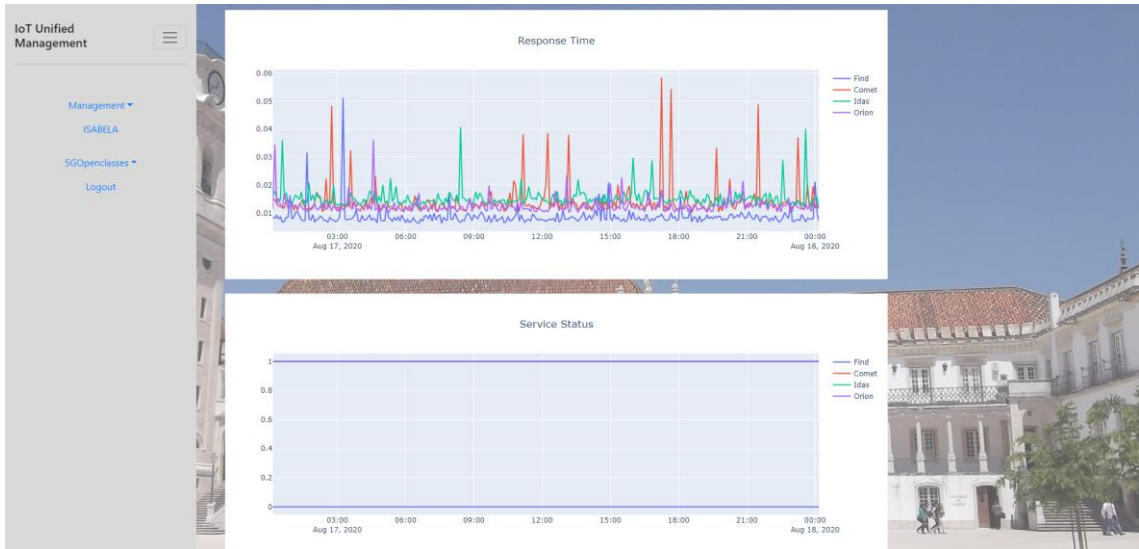 IoT Unified
Management
Management
ISABELA
5GOpenclasses
Logout
Response Time
0.06
0.05
0.04
0.03
0.02
0.01
03:00
Aug 17, 2020
06:00
09:00
12:00
15:00
18:00
21:00
00:00
Aug 18, 2020
Find
Comet
Idas
Orion
Service Status
1
0.8
0.6
0.4
0.2
0
03:00
Aug 17, 2020
06:00
09:00
12:00
15:00
18:00
21:00
00:00
Aug 18, 2020
Find
Comet
Idas
Orion